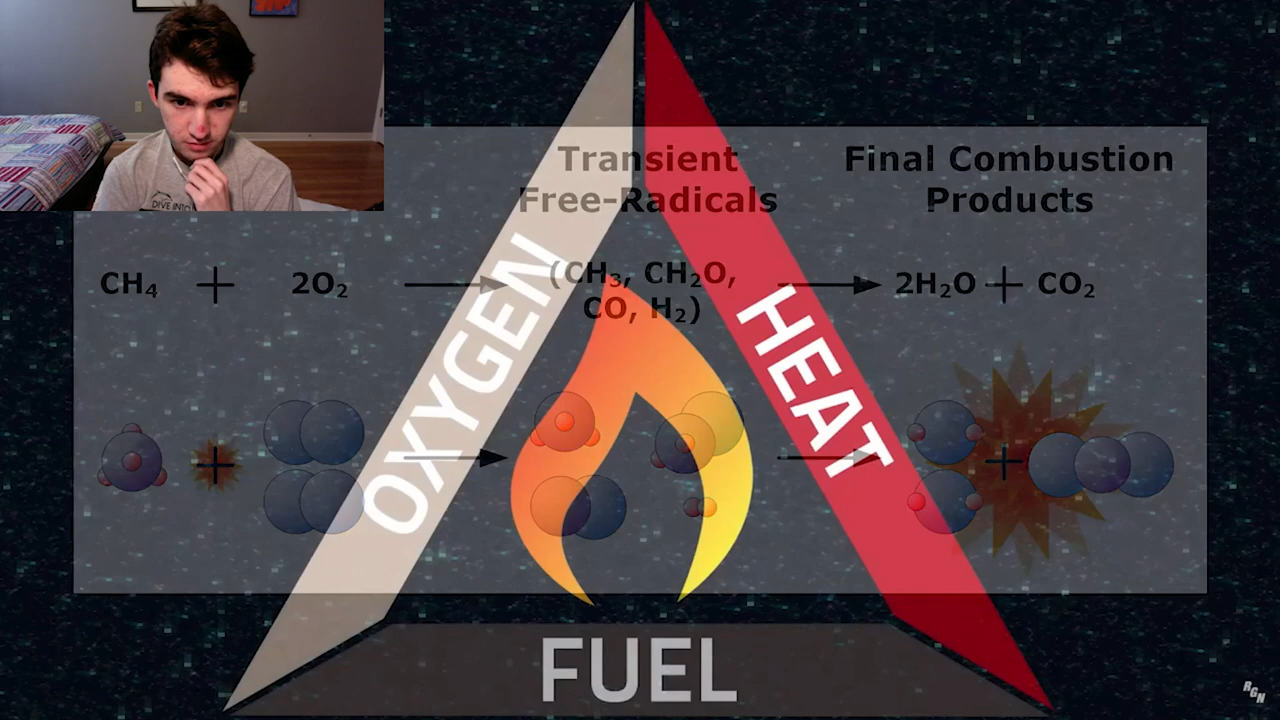 DIVE INTO
Transient
Free-Radicals
Final Combustion
Products
CH₄ + 2O₂ (CH₃, CH₂O,
CO, H₂) 2H₂O + CO₂
+ +
OXYGEN
HEAT
FUEL
RGN